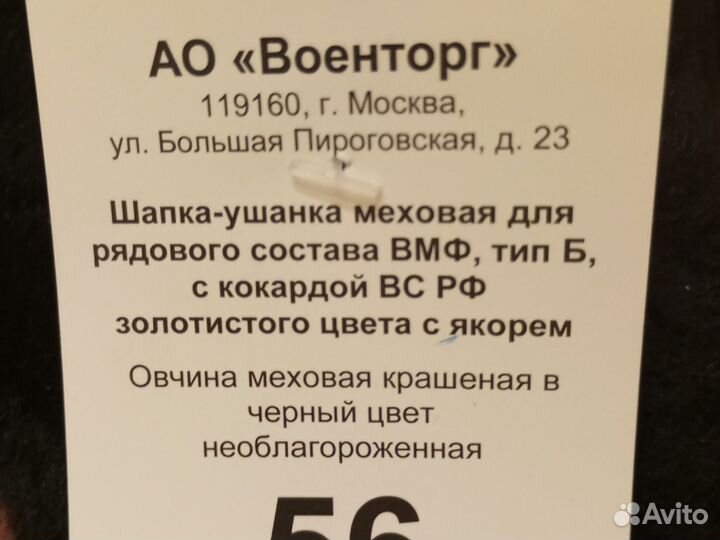 АО «Военторг»
119160, г. Москва,
ул. Большая Пироговская, д. 23
Шапка-ушанка меховая для
рядового состава ВМФ, тип Б,
с кокардой ВС РФ
золотистого цвета с якорем
Овчина меховая крашеная в
черный цвет
необлагороженная
56
Avito